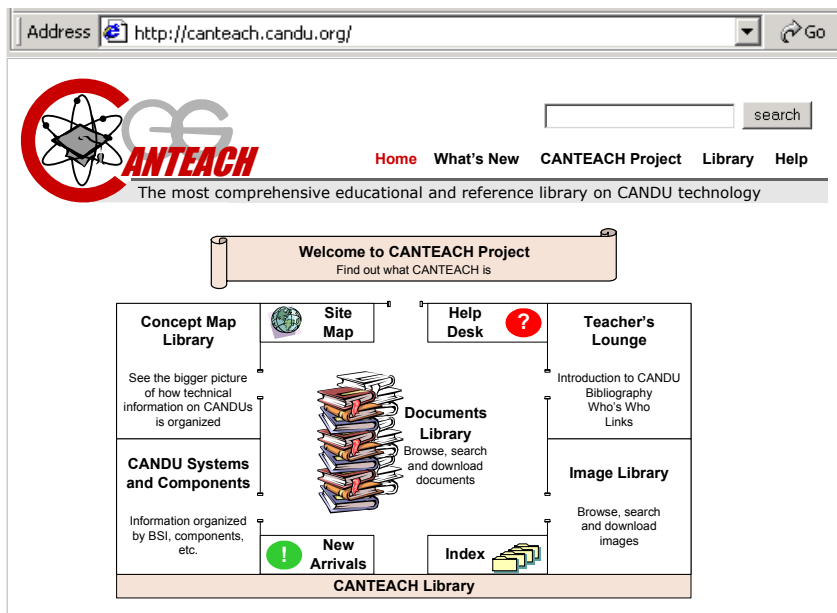 Address http://canteach.candu.org/ Go
search
CANTEACH
Home What's New CANTEACH Project Library Help
The most comprehensive educational and reference library on CANDU technology
Welcome to CANTEACH Project
Find out what CANTEACH is
Concept Map
Library
See the bigger picture
of how technical
information on CANDUs
is organized
Site
Map
Help
Desk
?
Teacher's
Lounge
Introduction to CANDU
Bibliography
Who's Who
Links
Documents
Library
Browse, search
and download
documents
CANDU Systems
and Components
Information organized
by BSI, components,
etc.
Image Library
Browse, search
and download
images
!
New
Arrivals
Index
CANTEACH Library